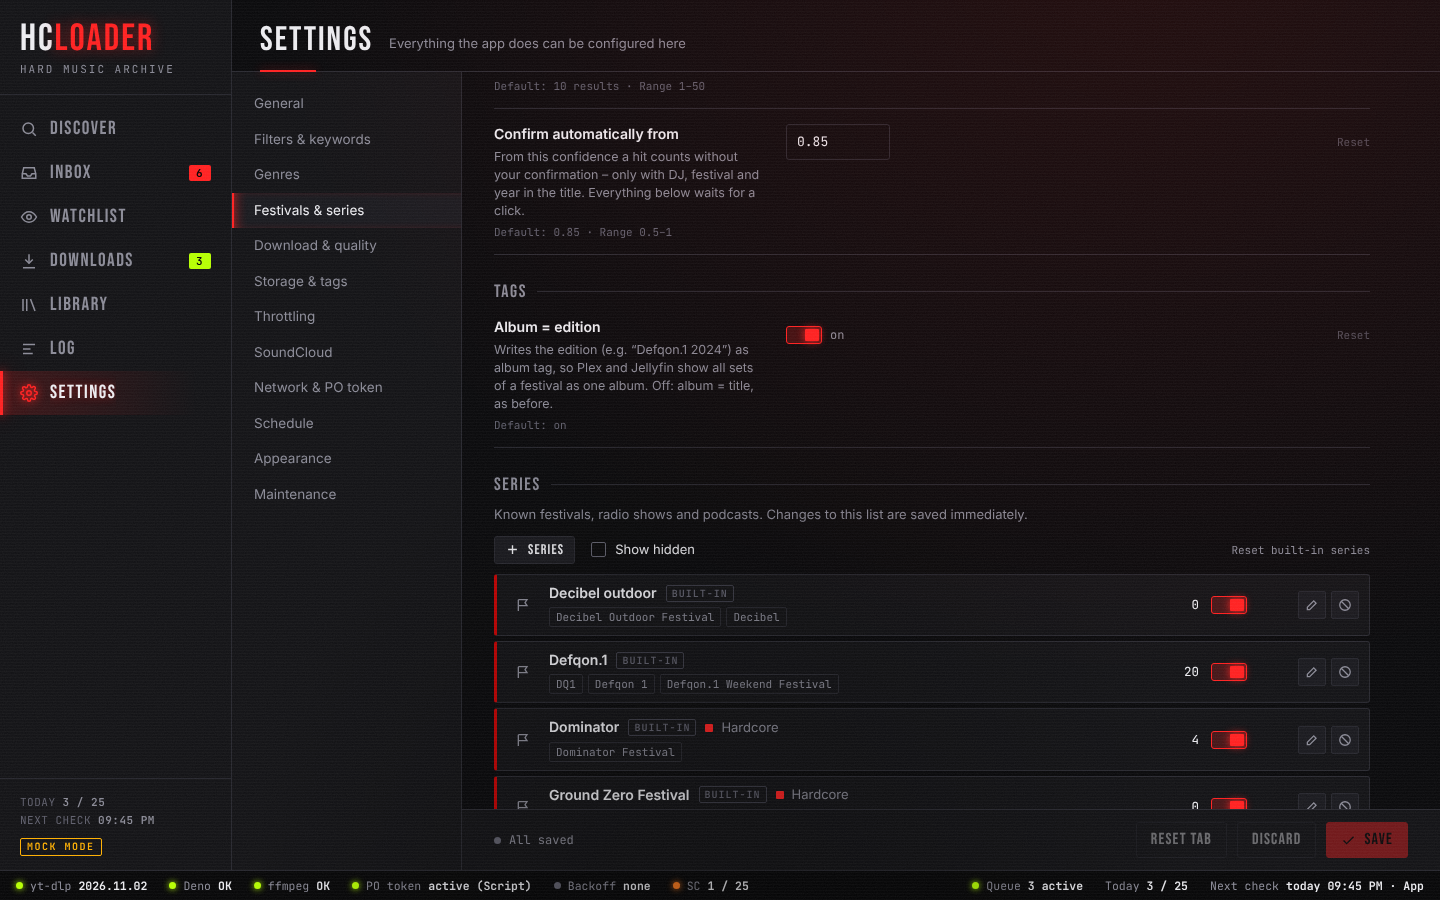 HCLOADER
HARD MUSIC ARCHIVE
DISCOVER
INBOX 6
WATCHLIST
DOWNLOADS 3
LIBRARY
LOG
SETTINGS
TODAY 3 / 25
NEXT CHECK 09:45 PM
MOCK MODE
SETTINGS Everything the app does can be configured here
General
Filters & keywords
Genres
Festivals & series
Download & quality
Storage & tags
Throttling
SoundCloud
Network & PO token
Schedule
Appearance
Maintenance
Default: 10 results · Range 1–50
Confirm automatically from 0.85 Reset
From this confidence a hit counts without
your confirmation – only with DJ, festival and
year in the title. Everything below waits for a
click.
Default: 0.85 · Range 0.5–1
TAGS
Album = edition on Reset
Writes the edition (e.g. “Defqon.1 2024”) as
album tag, so Plex and Jellyfin show all sets
of a festival as one album. Off: album = title,
as before.
Default: on
SERIES
Known festivals, radio shows and podcasts. Changes to this list are saved immediately.
+ SERIES Show hidden Reset built-in series
Decibel outdoor BUILT-IN 0
Decibel Outdoor Festival Decibel
Defqon.1 BUILT-IN 20
DQ1 Defqon 1 Defqon.1 Weekend Festival
Dominator BUILT-IN Hardcore 4
Dominator Festival
Ground Zero Festival BUILT-IN Hardcore 0
All saved RESET TAB DISCARD SAVE
yt-dlp 2026.11.02 Deno OK ffmpeg OK PO token active (Script) Backoff none SC 1 / 25 Queue 3 active Today 3 / 25 Next check today 09:45 PM · App